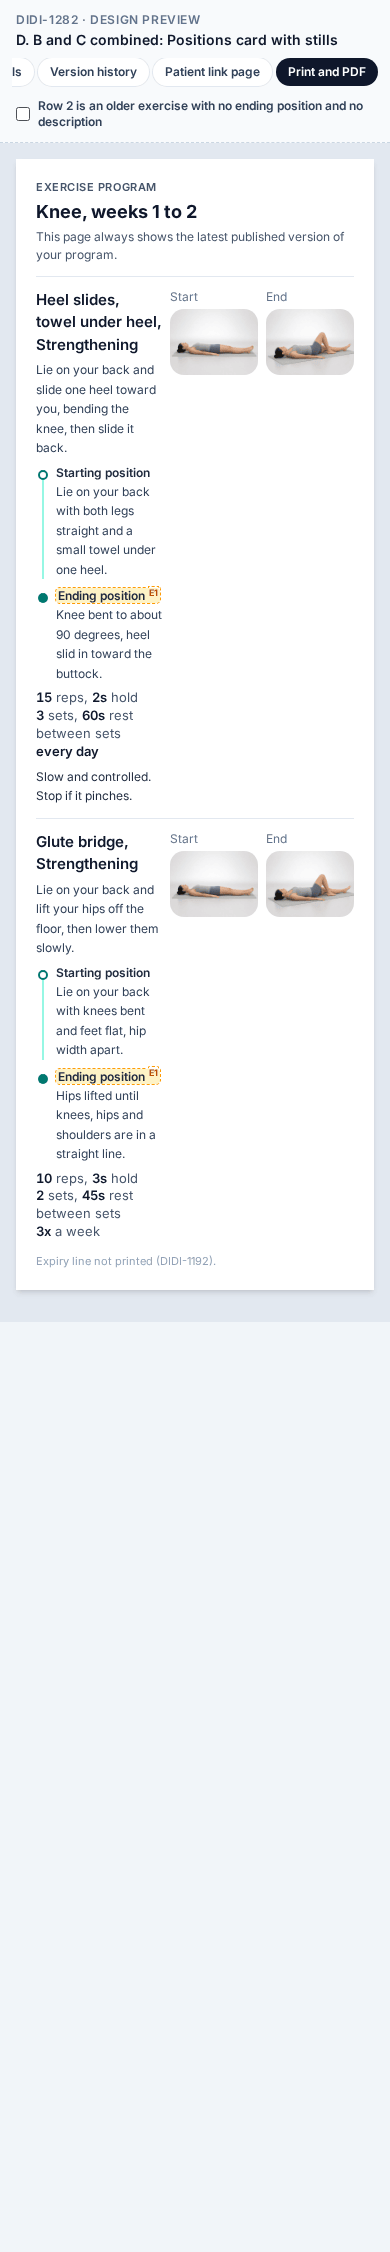 DIDI-1282 · DESIGN PREVIEW
D. B and C combined: Positions card with stills
ls
Version history
Patient link page
Print and PDF
Row 2 is an older exercise with no ending position and no
description
EXERCISE PROGRAM
Knee, weeks 1 to 2
This page always shows the latest published version of
your program.
Heel slides,
towel under heel,
Strengthening
Start
End
Lie on your back and
slide one heel toward
you, bending the
knee, then slide it
back.
Starting position
Lie on your back
with both legs
straight and a
small towel under
one heel.
Ending position E1
Knee bent to about
90 degrees, heel
slid in toward the
buttock.
15 reps, 2s hold
3 sets, 60s rest
between sets
every day
Slow and controlled.
Stop if it pinches.
Glute bridge,
Strengthening
Start
End
Lie on your back and
lift your hips off the
floor, then lower them
slowly.
Starting position
Lie on your back
with knees bent
and feet flat, hip
width apart.
Ending position E1
Hips lifted until
knees, hips and
shoulders are in a
straight line.
10 reps, 3s hold
2 sets, 45s rest
between sets
3x a week
Expiry line not printed (DIDI-1192).